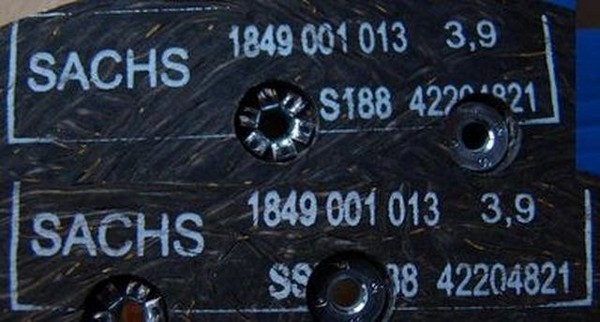 1849 001 013 3,9
SACHS
S188 42204821
1849 001 013 3,9
SACHS
42204821